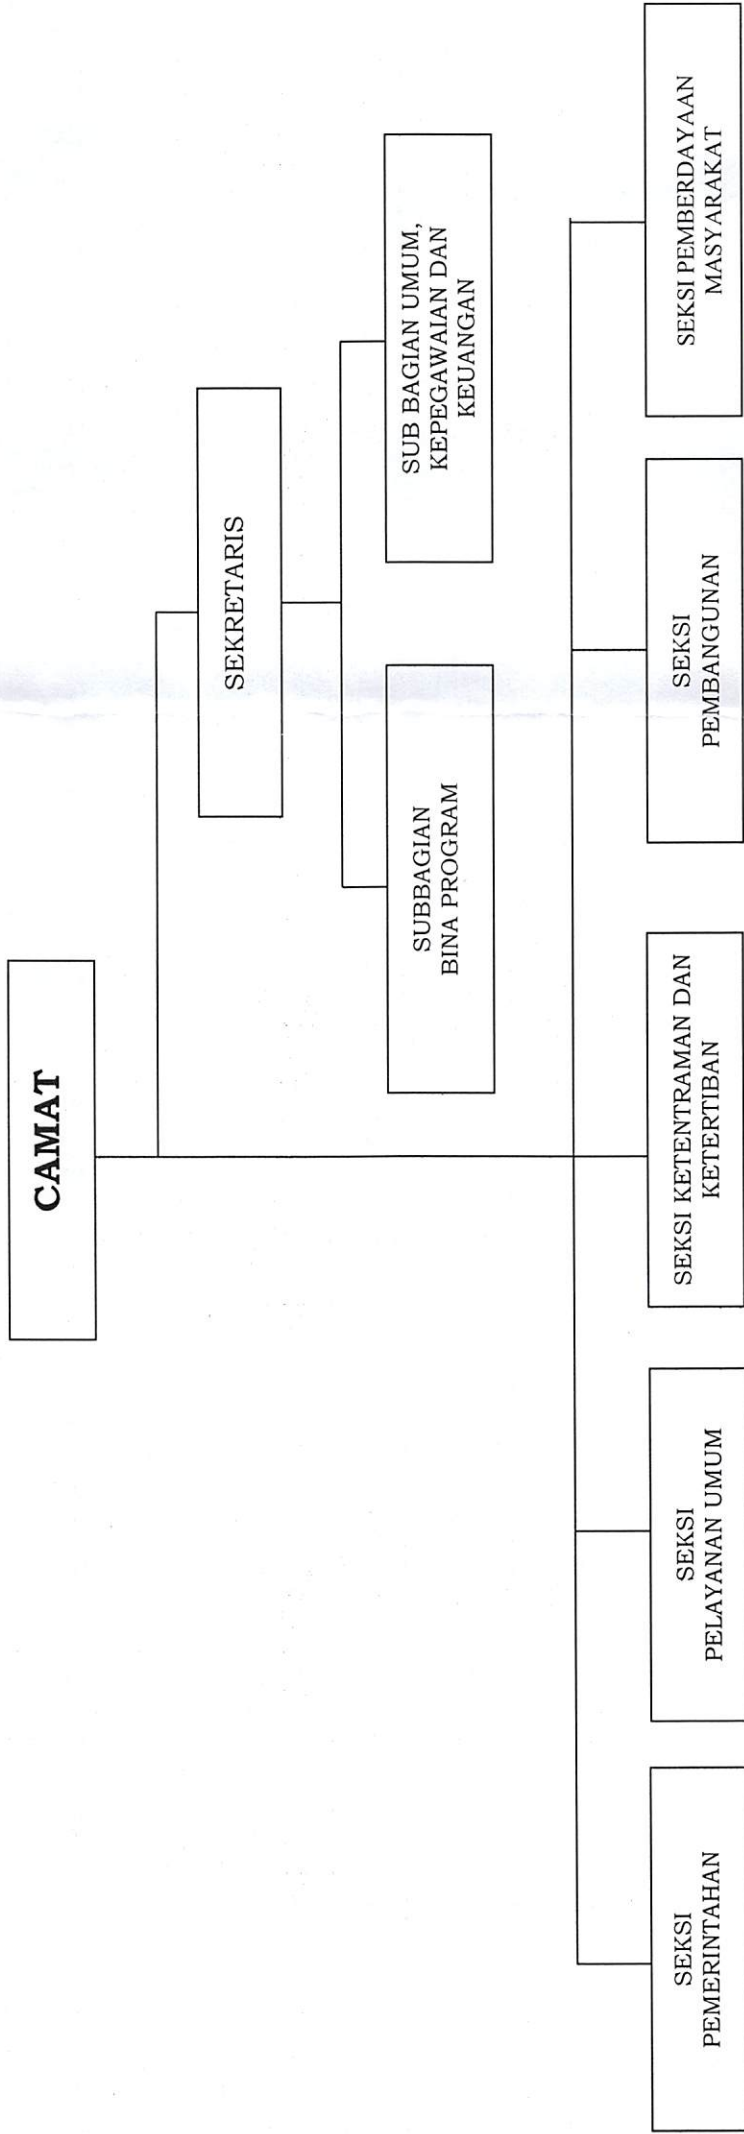 CAMAT
SEKRETARIS
SUBBAGIAN
BINA PROGRAM
SUB BAGIAN UMUM,
KEPEGAWAIAN DAN
KEUANGAN
SEKSI
PEMERINTAHAN
SEKSI
PELAYANAN UMUM
SEKSI KETENTRAMAN DAN
KETERTIBAN
SEKSI
PEMBANGUNAN
SEKSI PEMBERDAYAAN
MASYARAKAT